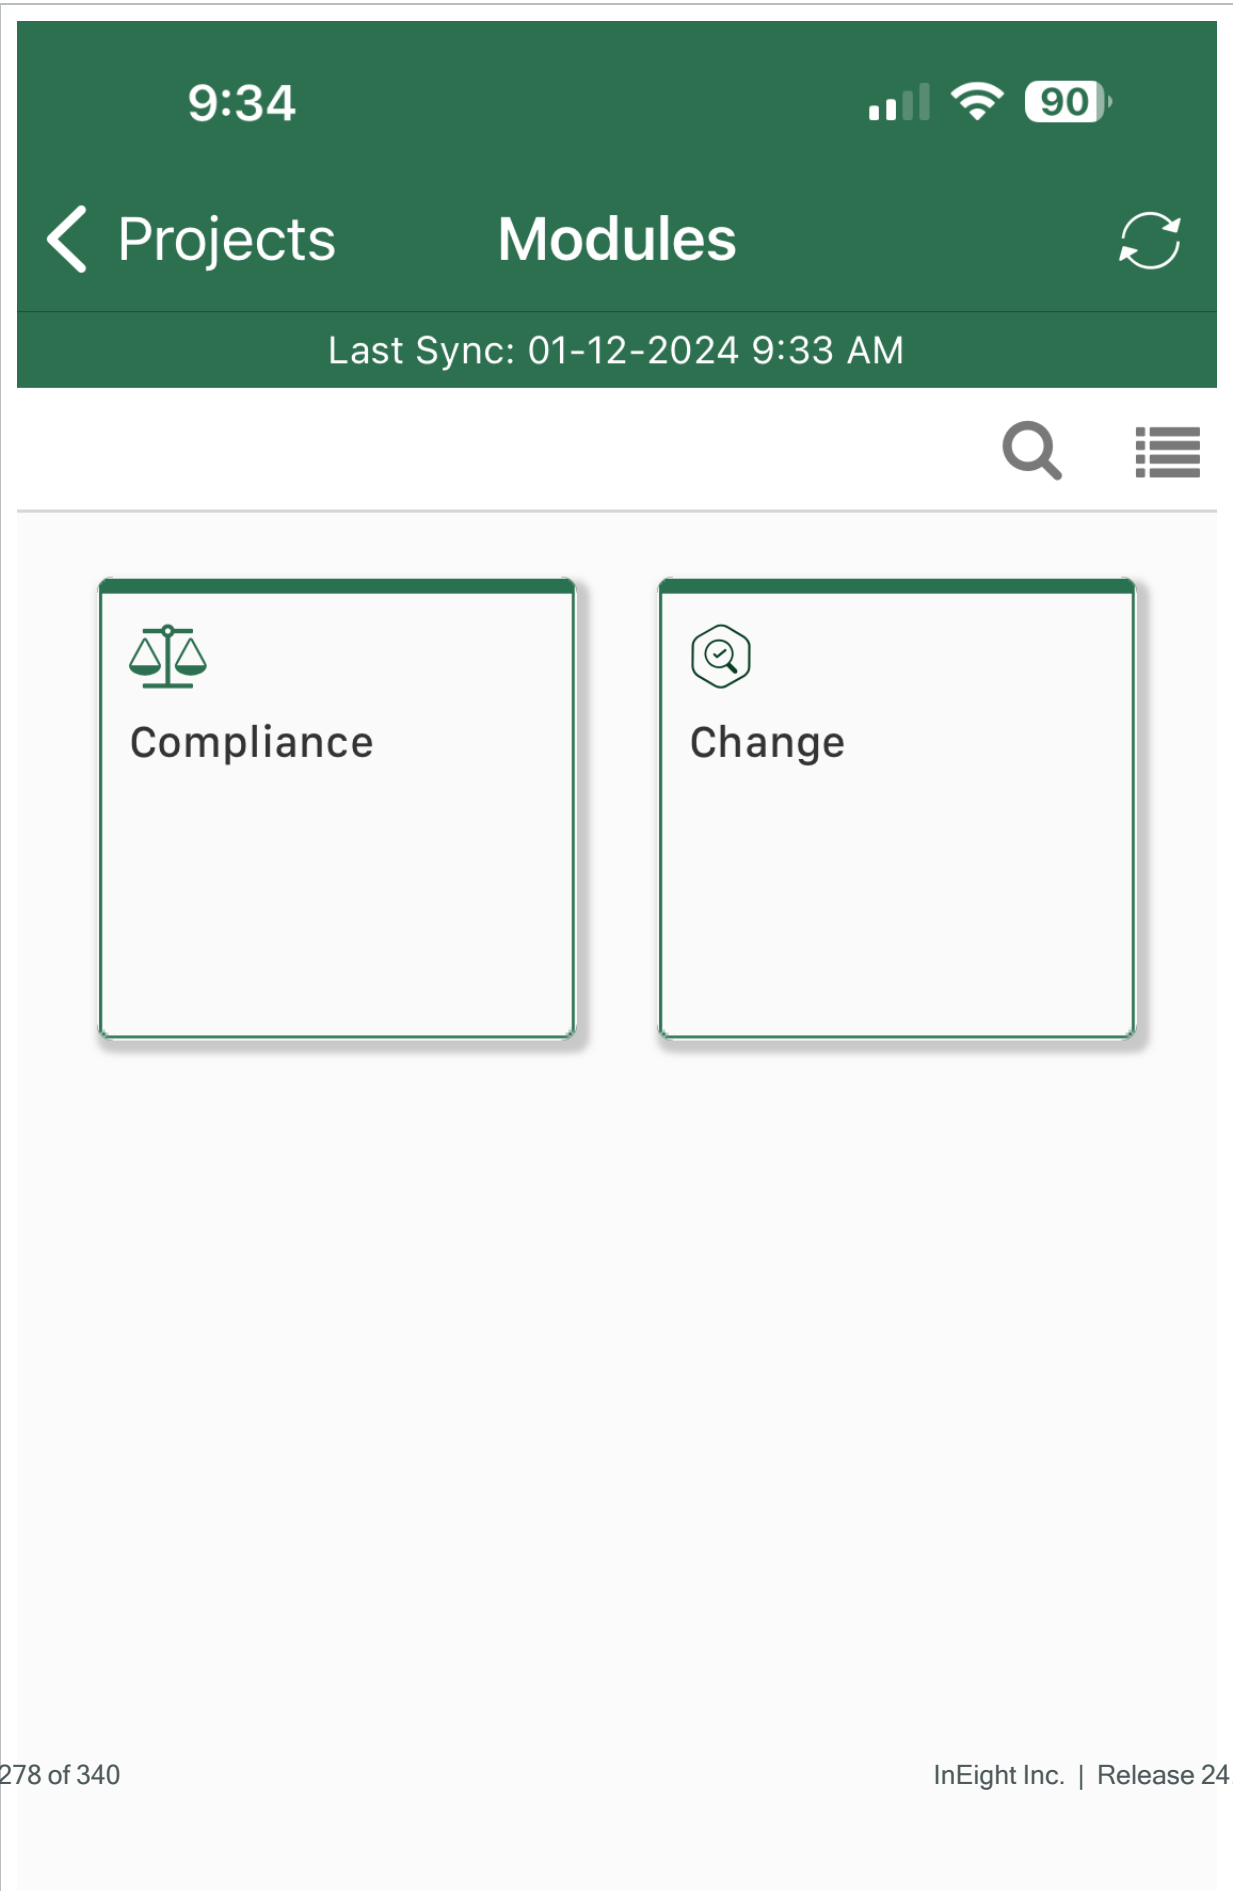 9:34
90
Projects
Modules
Last Sync: 01-12-2024 9:33 AM
Compliance
Change
278 of 340
InEight Inc. | Release 24.